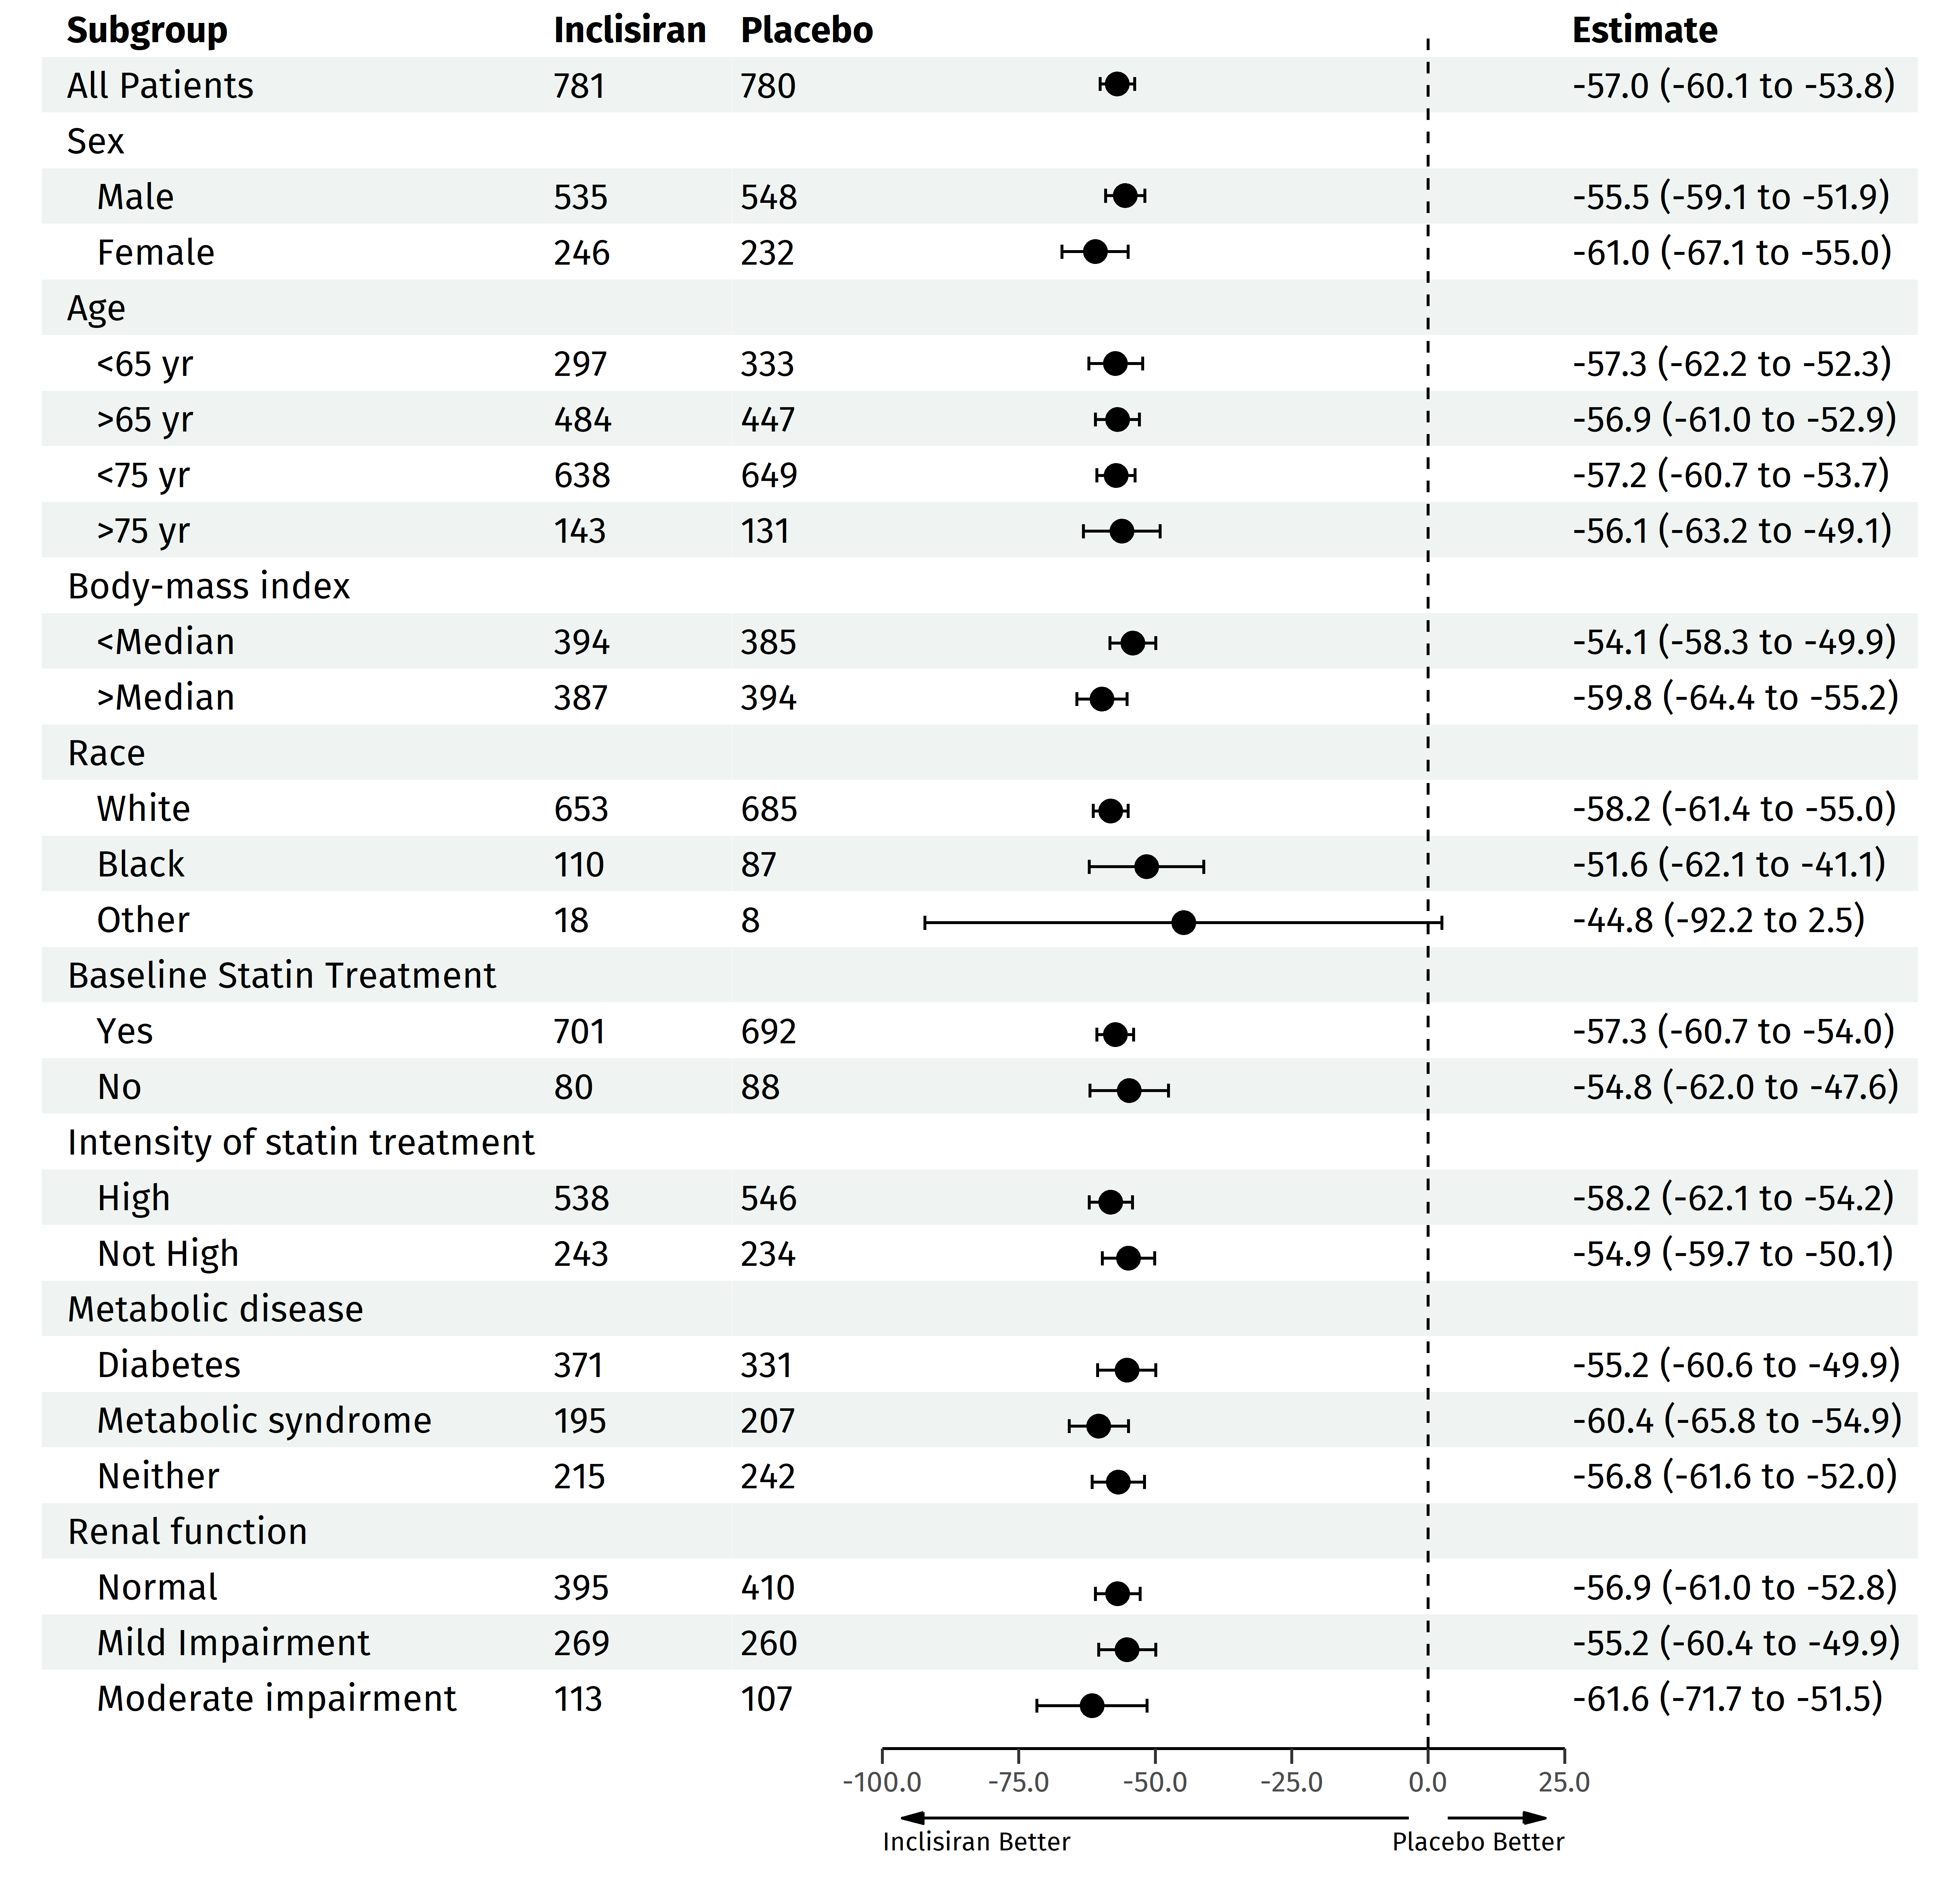 Subgroup Inclisiran Placebo Estimate
All Patients 781 780 -57.0 (-60.1 to -53.8)
Sex
Male 535 548 -55.5 (-59.1 to -51.9)
Female 246 232 -61.0 (-67.1 to -55.0)
Age
<65 yr 297 333 -57.3 (-62.2 to -52.3)
>65 yr 484 447 -56.9 (-61.0 to -52.9)
<75 yr 638 649 -57.2 (-60.7 to -53.7)
>75 yr 143 131 -56.1 (-63.2 to -49.1)
Body-mass index
<Median 394 385 -54.1 (-58.3 to -49.9)
>Median 387 394 -59.8 (-64.4 to -55.2)
Race
White 653 685 -58.2 (-61.4 to -55.0)
Black 110 87 -51.6 (-62.1 to -41.1)
Other 18 8 -44.8 (-92.2 to 2.5)
Baseline Statin Treatment
Yes 701 692 -57.3 (-60.7 to -54.0)
No 80 88 -54.8 (-62.0 to -47.6)
Intensity of statin treatment
High 538 546 -58.2 (-62.1 to -54.2)
Not High 243 234 -54.9 (-59.7 to -50.1)
Metabolic disease
Diabetes 371 331 -55.2 (-60.6 to -49.9)
Metabolic syndrome 195 207 -60.4 (-65.8 to -54.9)
Neither 215 242 -56.8 (-61.6 to -52.0)
Renal function
Normal 395 410 -56.9 (-61.0 to -52.8)
Mild Impairment 269 260 -55.2 (-60.4 to -49.9)
Moderate impairment 113 107 -61.6 (-71.7 to -51.5)
-100.0 -75.0 -50.0 -25.0 0.0 25.0
Inclisiran Better Placebo Better